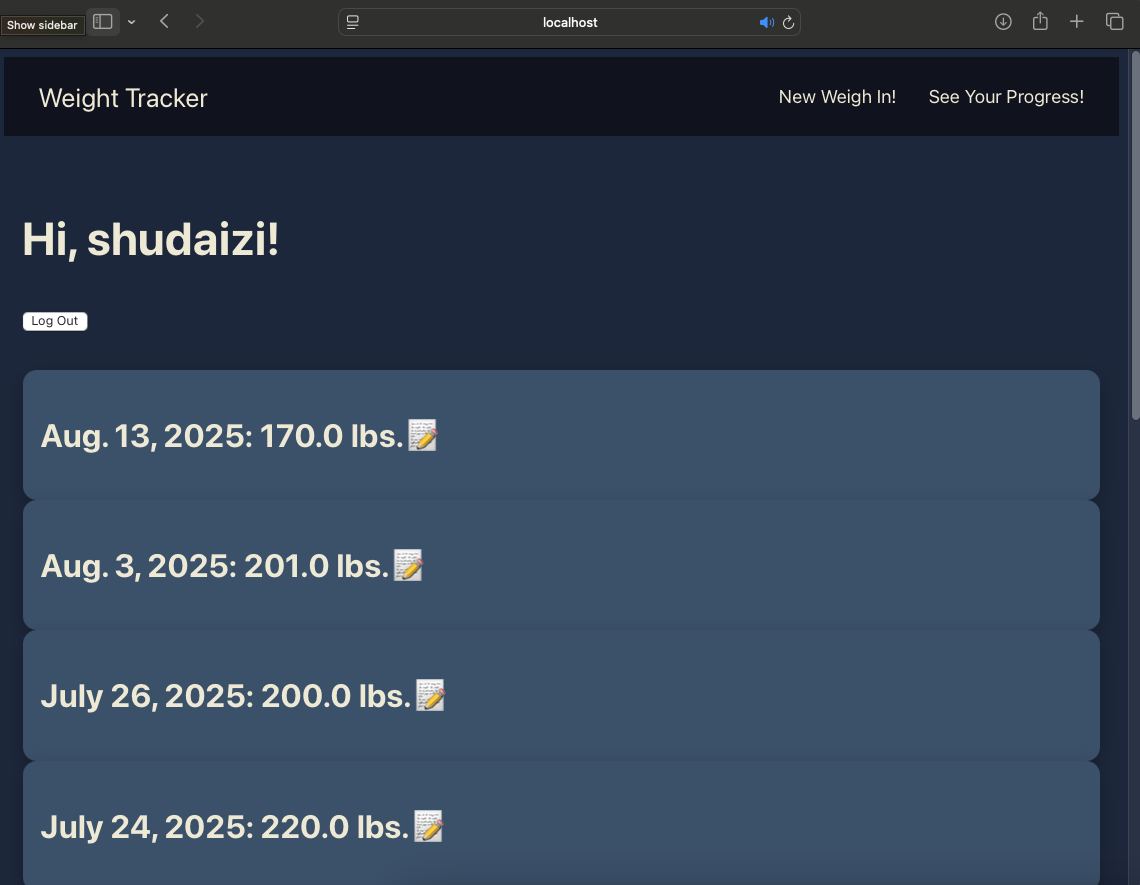 Show sidebar
localhost
Weight Tracker
New Weigh In!
See Your Progress!
Hi, shudaizi!
Log Out
Aug. 13, 2025: 170.0 lbs.📝
Aug. 3, 2025: 201.0 lbs.📝
July 26, 2025: 200.0 lbs.📝
July 24, 2025: 220.0 lbs.📝